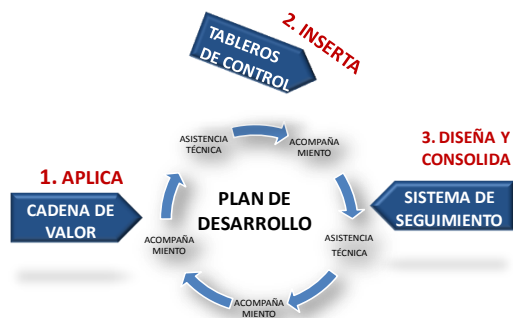 2. INSERTA
TABLEROS
DE CONTROL
ASISTENCIA
TÉCNICA
ACOMPAÑA
MIENTO
3. DISEÑA Y
CONSOLIDA
1. APLICA
CADENA DE
VALOR
PLAN DE
DESARROLLO
SISTEMA DE
SEGUIMIENTO
ACOMPAÑA
MIENTO
ASISTENCIA
TÉCNICA
ACOMPAÑA
MIENTO